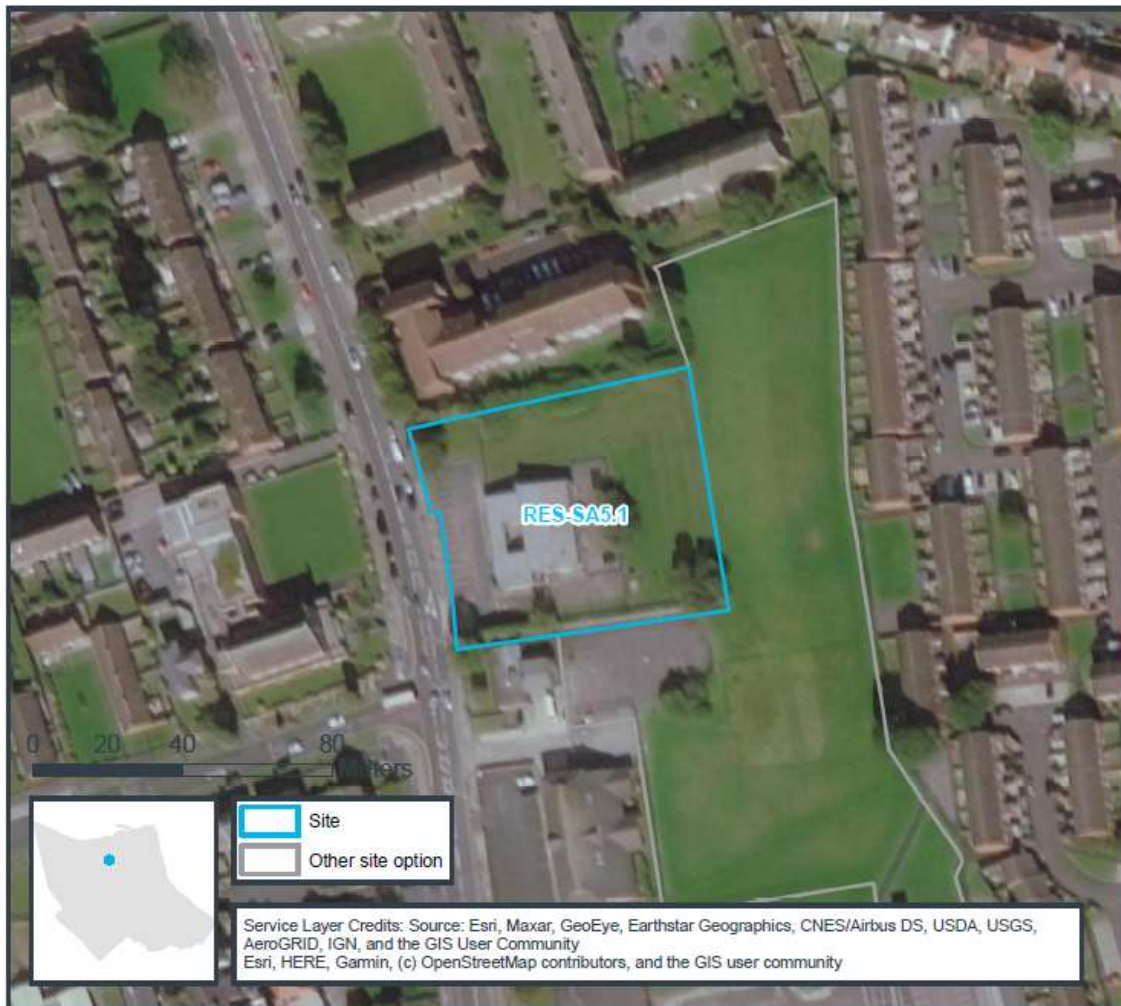 RES-SA5.1
0 20 40 80
Meters
Site
Other site option
Service Layer Credits: Source: Esri, Maxar, GeoEye, Earthstar Geographics, CNES/Airbus DS, USDA, USGS,
AeroGRID, IGN, and the GIS User Community
Esri, HERE, Garmin, (c) OpenStreetMap contributors, and the GIS user community